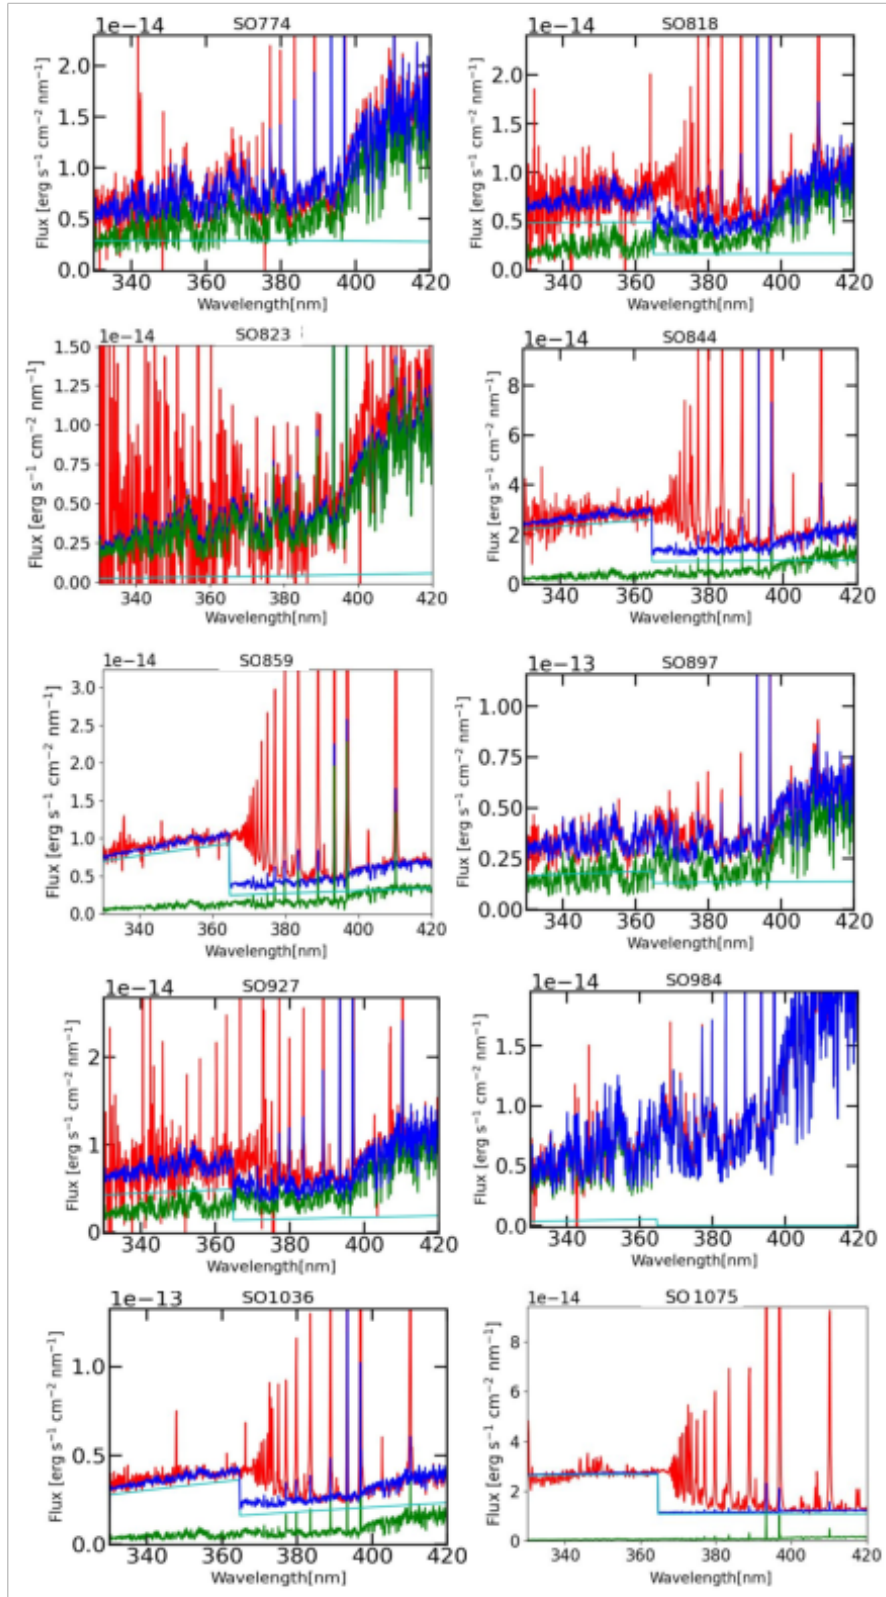 1e−14 SO774
Flux [erg s⁻¹ cm⁻² nm⁻¹]
2.0
1.5
1.0
0.5
0.0
340 360 380 400 420
Wavelength[nm]
1e−14 SO818
Flux [erg s⁻¹ cm⁻² nm⁻¹]
2.0
1.5
1.0
0.5
0.0
340 360 380 400 420
Wavelength[nm]
1e−14 SO823
Flux [erg s⁻¹ cm⁻² nm⁻¹]
1.50
1.25
1.00
0.75
0.50
0.25
0.00
340 360 380 400 420
Wavelength[nm]
1e−14 SO844
Flux [erg s⁻¹ cm⁻² nm⁻¹]
8
6
4
2
0
340 360 380 400 420
Wavelength[nm]
1e−14 SO859
Flux [erg s⁻¹ cm⁻² nm⁻¹]
3.0
2.5
2.0
1.5
1.0
0.5
0.0
340 360 380 400 420
Wavelength[nm]
1e−13 SO897
Flux [erg s⁻¹ cm⁻² nm⁻¹]
1.00
0.75
0.50
0.25
0.00
340 360 380 400 420
Wavelength[nm]
1e−14 SO927
Flux [erg s⁻¹ cm⁻² nm⁻¹]
2
1
0
340 360 380 400 420
Wavelength[nm]
1e−14 SO984
Flux [erg s⁻¹ cm⁻² nm⁻¹]
1.5
1.0
0.5
0.0
340 360 380 400 420
Wavelength[nm]
1e−13 SO1036
Flux [erg s⁻¹ cm⁻² nm⁻¹]
1.0
0.5
0.0
340 360 380 400 420
Wavelength[nm]
1e−14 SO1075
Flux [erg s⁻¹ cm⁻² nm⁻¹]
8
6
4
2
0
340 360 380 400 420
Wavelength[nm]